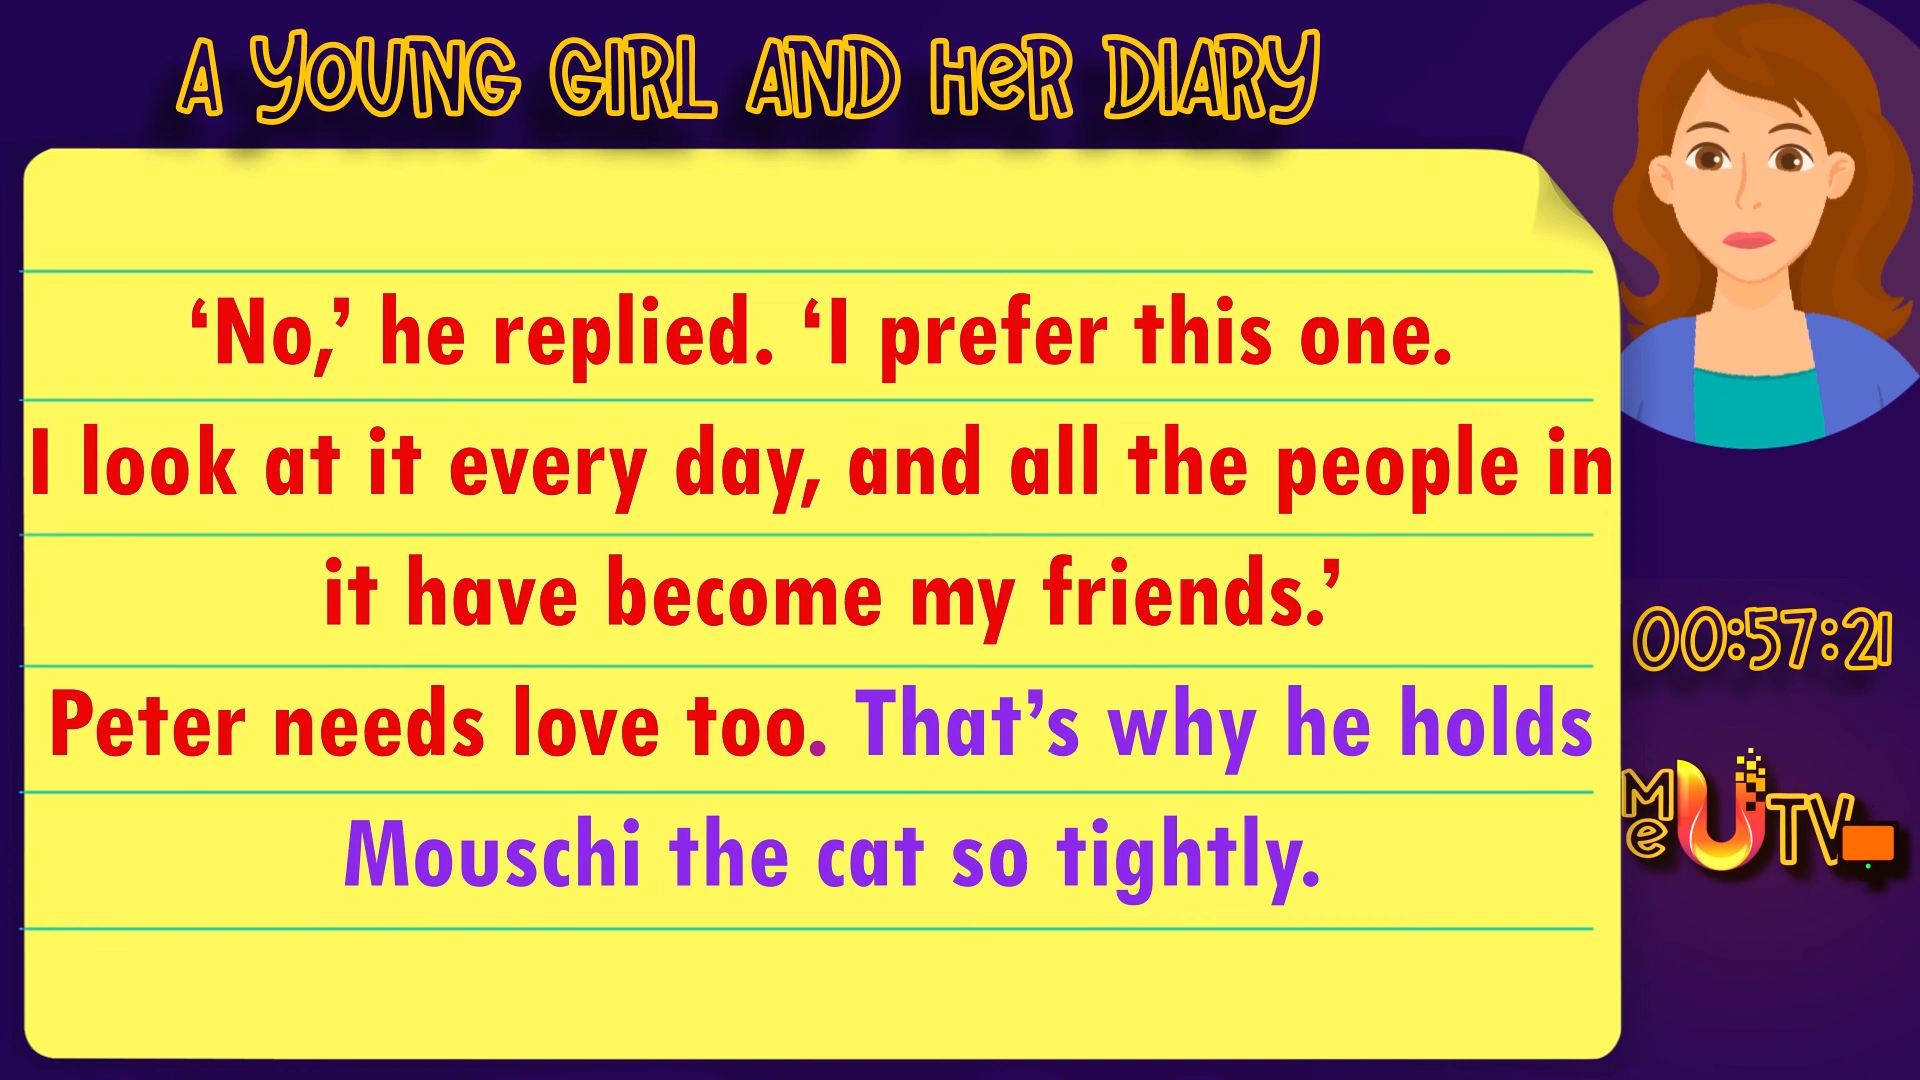 A YOUNG GIRL AND HeR DIARY
‘No,’ he replied. ‘I prefer this one.
I look at it every day, and all the people in
it have become my friends.’
Peter needs love too. That’s why he holds
Mouschi the cat so tightly.
00:57:21
Me U TV